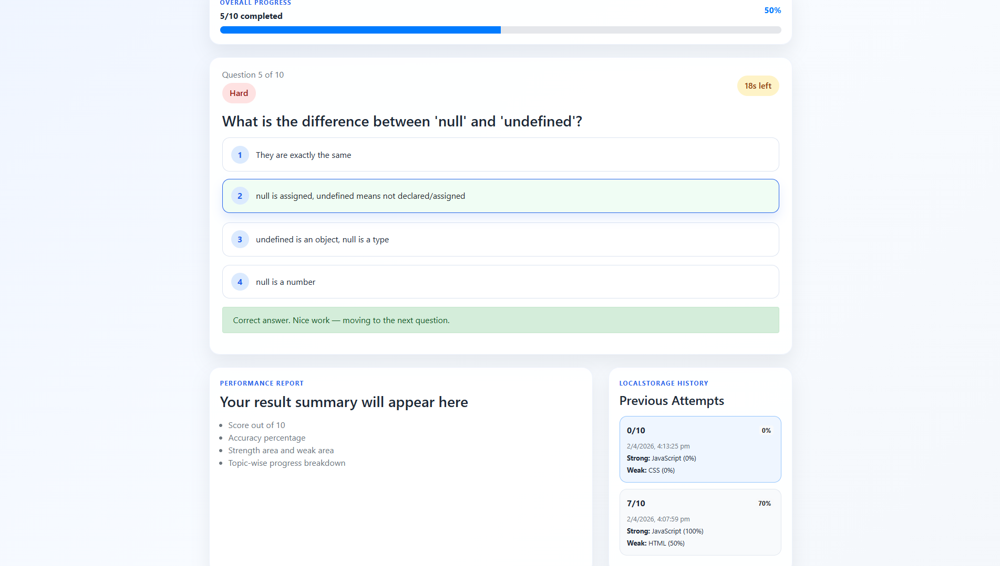 OVERALL PROGRESS
5/10 completed
50%
Question 5 of 10
Hard
18s left
What is the difference between 'null' and 'undefined'?
1 They are exactly the same
2 null is assigned, undefined means not declared/assigned
3 undefined is an object, null is a type
4 null is a number
Correct answer. Nice work — moving to the next question.
PERFORMANCE REPORT
Your result summary will appear here
Score out of 10
Accuracy percentage
Strength area and weak area
Topic-wise progress breakdown
LOCALSTORAGE HISTORY
Previous Attempts
0/10 0%
2/4/2026, 4:13:25 pm
Strong: JavaScript (0%)
Weak: CSS (0%)
7/10 70%
2/4/2026, 4:07:59 pm
Strong: JavaScript (100%)
Weak: HTML (50%)